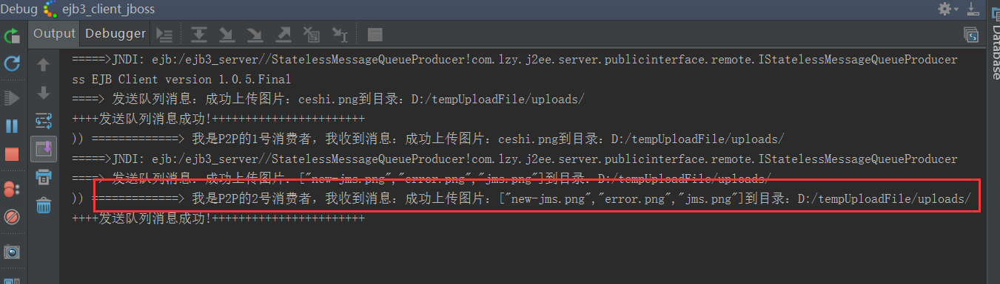 Debug ejb3_client_jboss
Output Debugger
=====>JNDI: ejb:/ejb3_server//StatelessMessageQueueProducer!com.lzy.j2ee.server.publicinterface.remote.IStatelessMessageQueueProducer
ss EJB Client version 1.0.5.Final
====> 发送队列消息：成功上传图片：ceshi.png到目录：D:/tempUploadFile/uploads/
++++发送队列消息成功!+++++++++++++++++++++++
)) =============> 我是P2P的1号消费者，我收到消息：成功上传图片：ceshi.png到目录：D:/tempUploadFile/uploads/
=====>JNDI: ejb:/ejb3_server//StatelessMessageQueueProducer!com.lzy.j2ee.server.publicinterface.remote.IStatelessMessageQueueProducer
====> 发送队列消息：成功上传图片：["new-jms.png","error.png","jms.png"]到目录：D:/tempUploadFile/uploads/
)) =============> 我是P2P的2号消费者，我收到消息：成功上传图片：["new-jms.png","error.png","jms.png"]到目录：D:/tempUploadFile/uploads/
++++发送队列消息成功!+++++++++++++++++++++++
Database